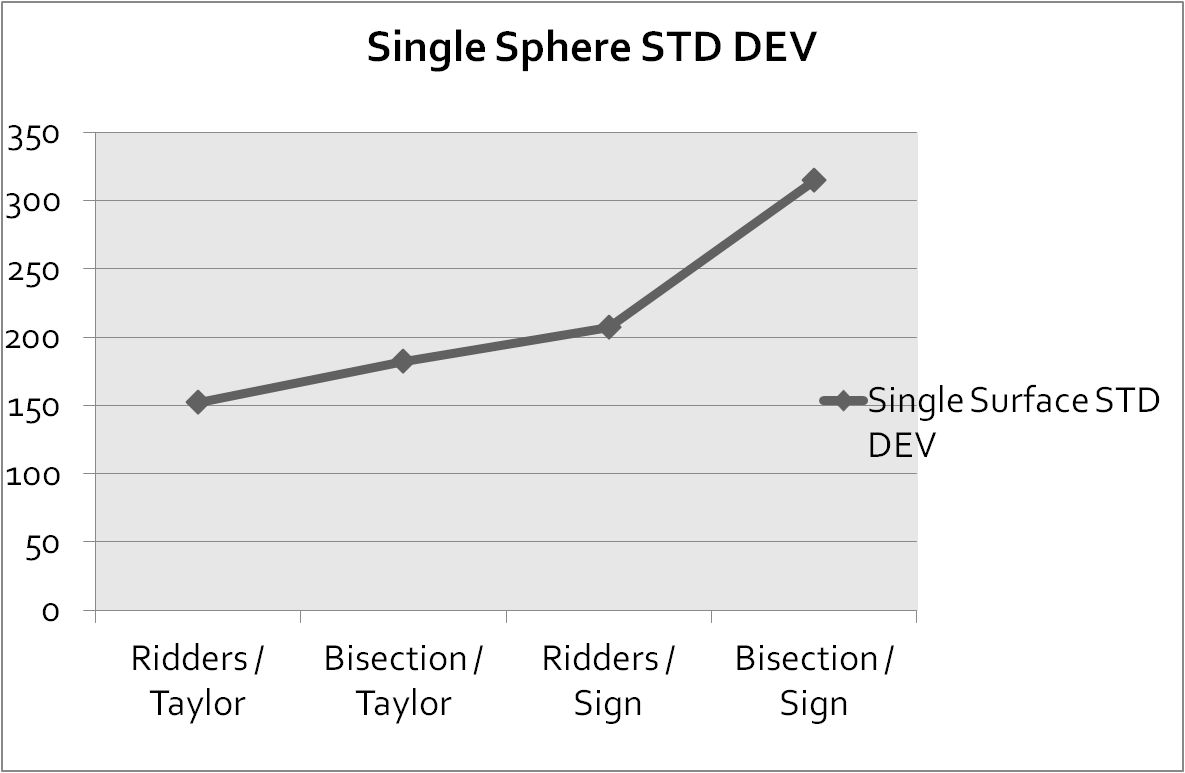 Single Sphere STD DEV
350
300
250
200
150
100
50
0
Ridders /
Taylor
Bisection /
Taylor
Ridders /
Sign
Bisection /
Sign
Single Surface STD
DEV